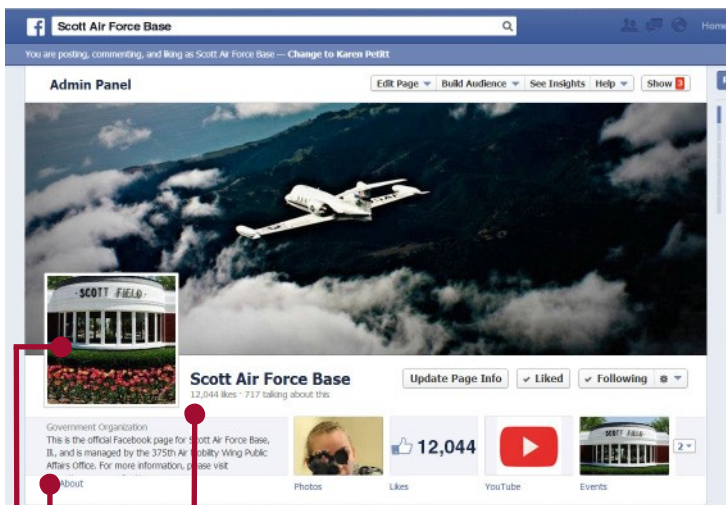 f Scott Air Force Base
Home
You are posting, commenting, and liking as Scott Air Force Base — Change to Karen Petitt
Admin Panel Edit Page Build Audience See Insights Help Show 3
SCOTT FIELD
Scott Air Force Base
12,044 likes · 717 talking about this
Update Page Info ✓ Liked ✓ Following
Government Organization
This is the official Facebook page for Scott Air Force Base,
IL, and is managed by the 375th Air Mobility Wing Public
Affairs Office. For more information, please visit
About
12,044
SCOTT FIELD
2
Photos Likes YouTube Events